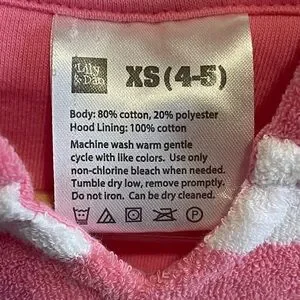 Lily
& Dan
XS (4-5)
Body: 80% cotton, 20% polyester
Hood Lining: 100% cotton
Machine wash warm gentle
cycle with like colors. Use only
non-chlorine bleach when needed.
Tumble dry low, remove promptly.
Do not iron. Can be dry cleaned.